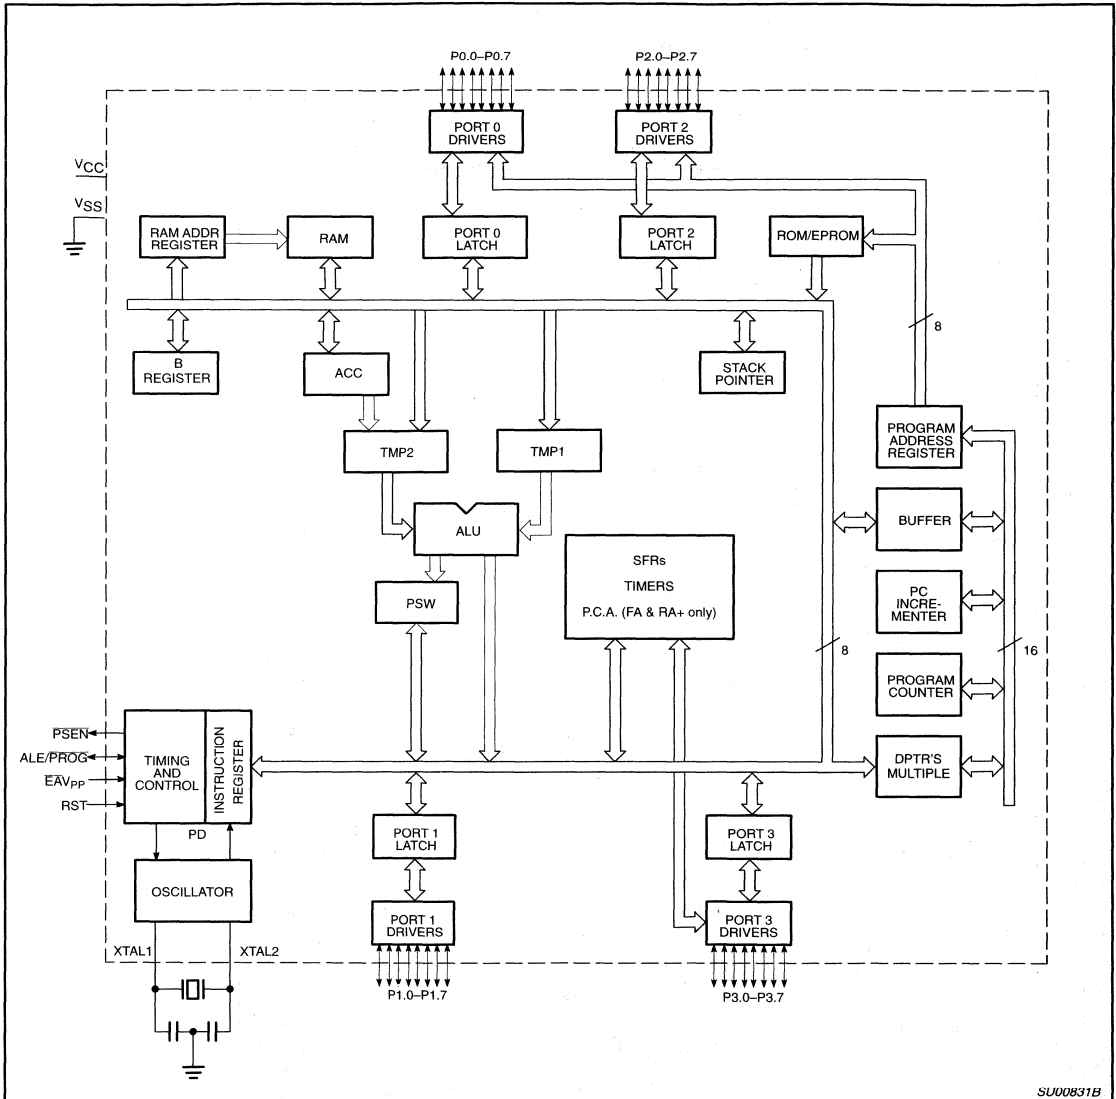 P0.0–P0.7
P2.0–P2.7
PORT 0
DRIVERS
PORT 2
DRIVERS
VCC
VSS
RAM ADDR
REGISTER
RAM
PORT 0
LATCH
PORT 2
LATCH
ROM/EPROM
8
B
REGISTER
ACC
STACK
POINTER
PROGRAM
ADDRESS
REGISTER
TMP2
TMP1
BUFFER
ALU
SFRs
TIMERS
P.C.A. (FA & RA+ only)
PSW
PC
INCRE-
MENTER
8
16
PROGRAM
COUNTER
PSEN
ALE/PROG
EAVPP
RST
TIMING
AND
CONTROL
INSTRUCTION
REGISTER
DPTR'S
MULTIPLE
PD
PORT 1
LATCH
PORT 3
LATCH
OSCILLATOR
PORT 1
DRIVERS
PORT 3
DRIVERS
XTAL1
XTAL2
P1.0–P1.7
P3.0–P3.7
SU00831B